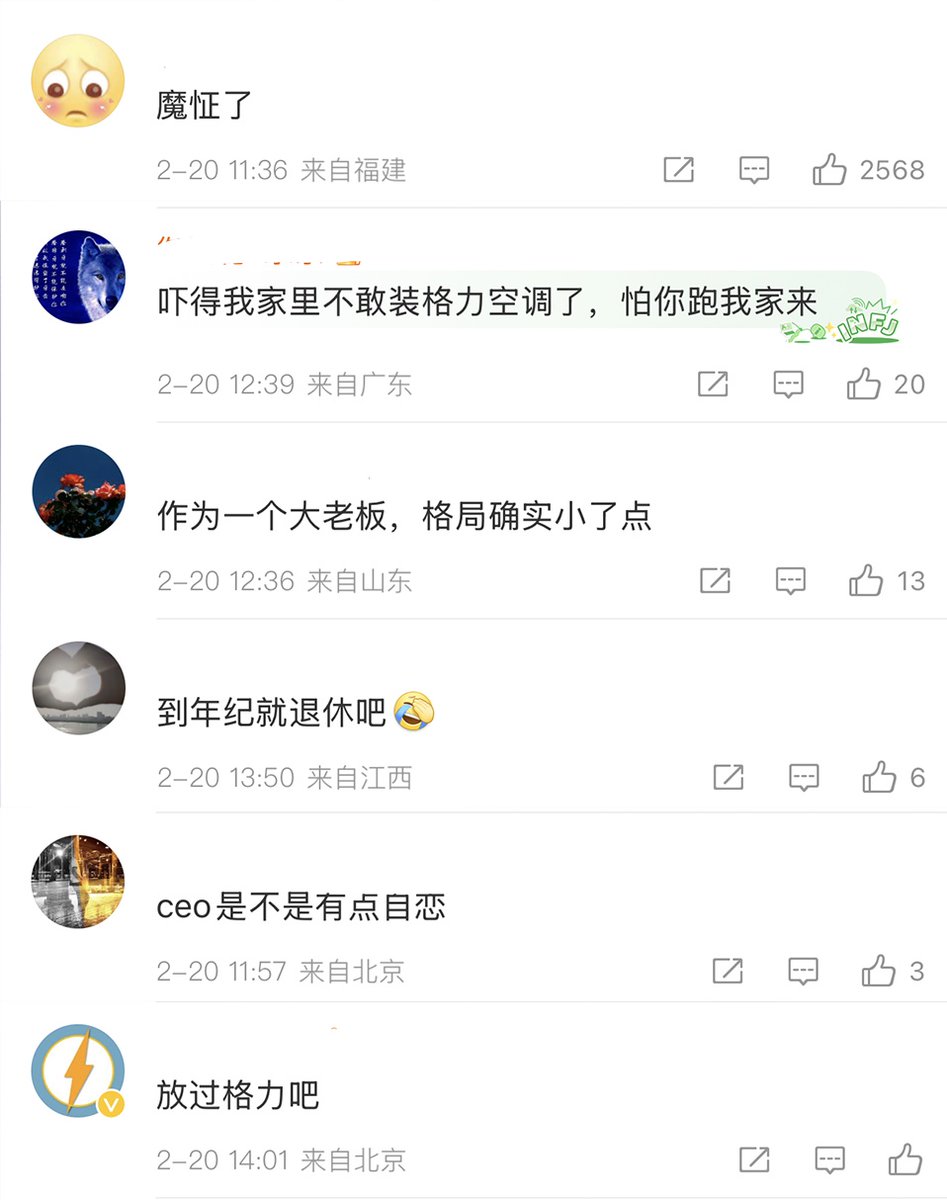 魔怔了
2-20 11:36 来自福建
2568
吓得我家里不敢装格力空调了，怕你跑我家来
INFJ
2-20 12:39 来自广东
20
作为一个大老板，格局确实小了点
2-20 12:36 来自山东
13
到年纪就退休吧🤣
2-20 13:50 来自江西
6
ceo是不是有点自恋
2-20 11:57 来自北京
3
放过格力吧
2-20 14:01 来自北京